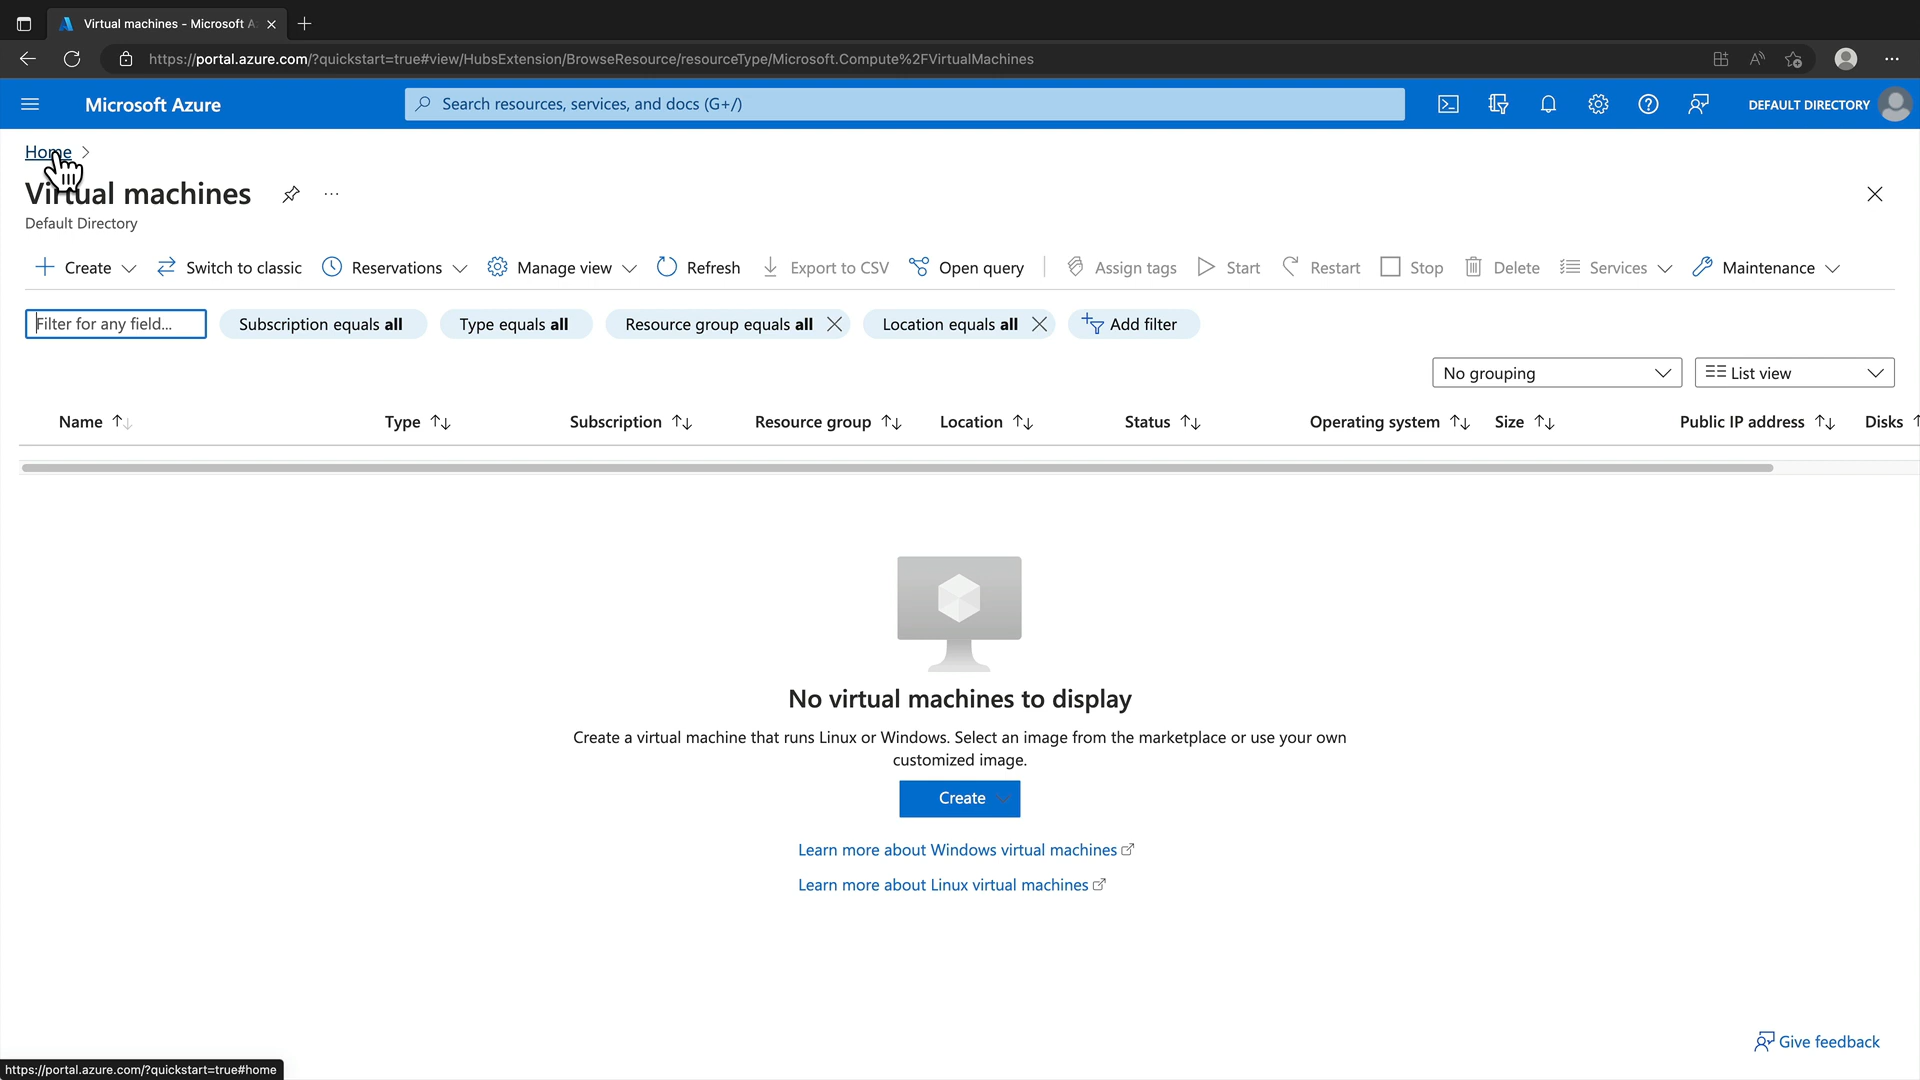 Virtual machines - Microsoft A
https://portal.azure.com/?quickstart=true#view/HubsExtension/BrowseResource/resourceType/Microsoft.Compute%2FVirtualMachines
Microsoft Azure
Search resources, services, and docs (G+/)
DEFAULT DIRECTORY
Home
Virtual machines
Default Directory
Create
Switch to classic
Reservations
Manage view
Refresh
Export to CSV
Open query
Assign tags
Start
Restart
Stop
Delete
Services
Maintenance
Filter for any field...
Subscription equals all
Type equals all
Resource group equals all
Location equals all
Add filter
No grouping
List view
Name
Type
Subscription
Resource group
Location
Status
Operating system
Size
Public IP address
Disks
No virtual machines to display
Create a virtual machine that runs Linux or Windows. Select an image from the marketplace or use your own
customized image.
Create
Learn more about Windows virtual machines
Learn more about Linux virtual machines
Give feedback
https://portal.azure.com/?quickstart=true#home